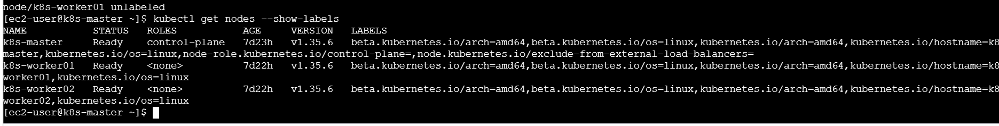 node/k8s-worker01 unlabeled
[ec2-user@k8s-master ~]$ kubectl get nodes --show-labels
NAME           STATUS   ROLES           AGE     VERSION   LABELS
k8s-master     Ready    control-plane   7d23h   v1.35.6   beta.kubernetes.io/arch=amd64,beta.kubernetes.io/os=linux,kubernetes.io/arch=amd64,kubernetes.io/hostname=k8
master,kubernetes.io/os=linux,node-role.kubernetes.io/control-plane=,node.kubernetes.io/exclude-from-external-load-balancers=
k8s-worker01   Ready    <none>          7d22h   v1.35.6   beta.kubernetes.io/arch=amd64,beta.kubernetes.io/os=linux,kubernetes.io/arch=amd64,kubernetes.io/hostname=k8
worker01,kubernetes.io/os=linux
k8s-worker02   Ready    <none>          7d22h   v1.35.6   beta.kubernetes.io/arch=amd64,beta.kubernetes.io/os=linux,kubernetes.io/arch=amd64,kubernetes.io/hostname=k8
worker02,kubernetes.io/os=linux
[ec2-user@k8s-master ~]$